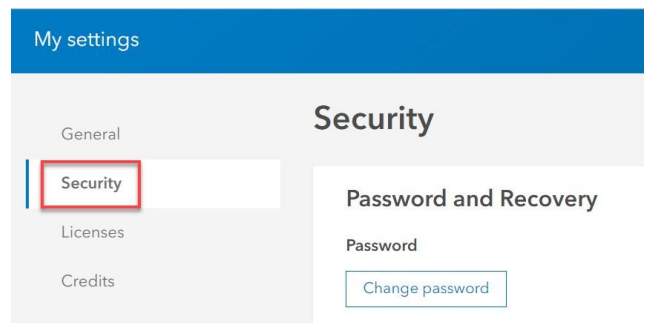 My settings
General
Security
Licenses
Credits
Security
Password and Recovery
Password
Change password